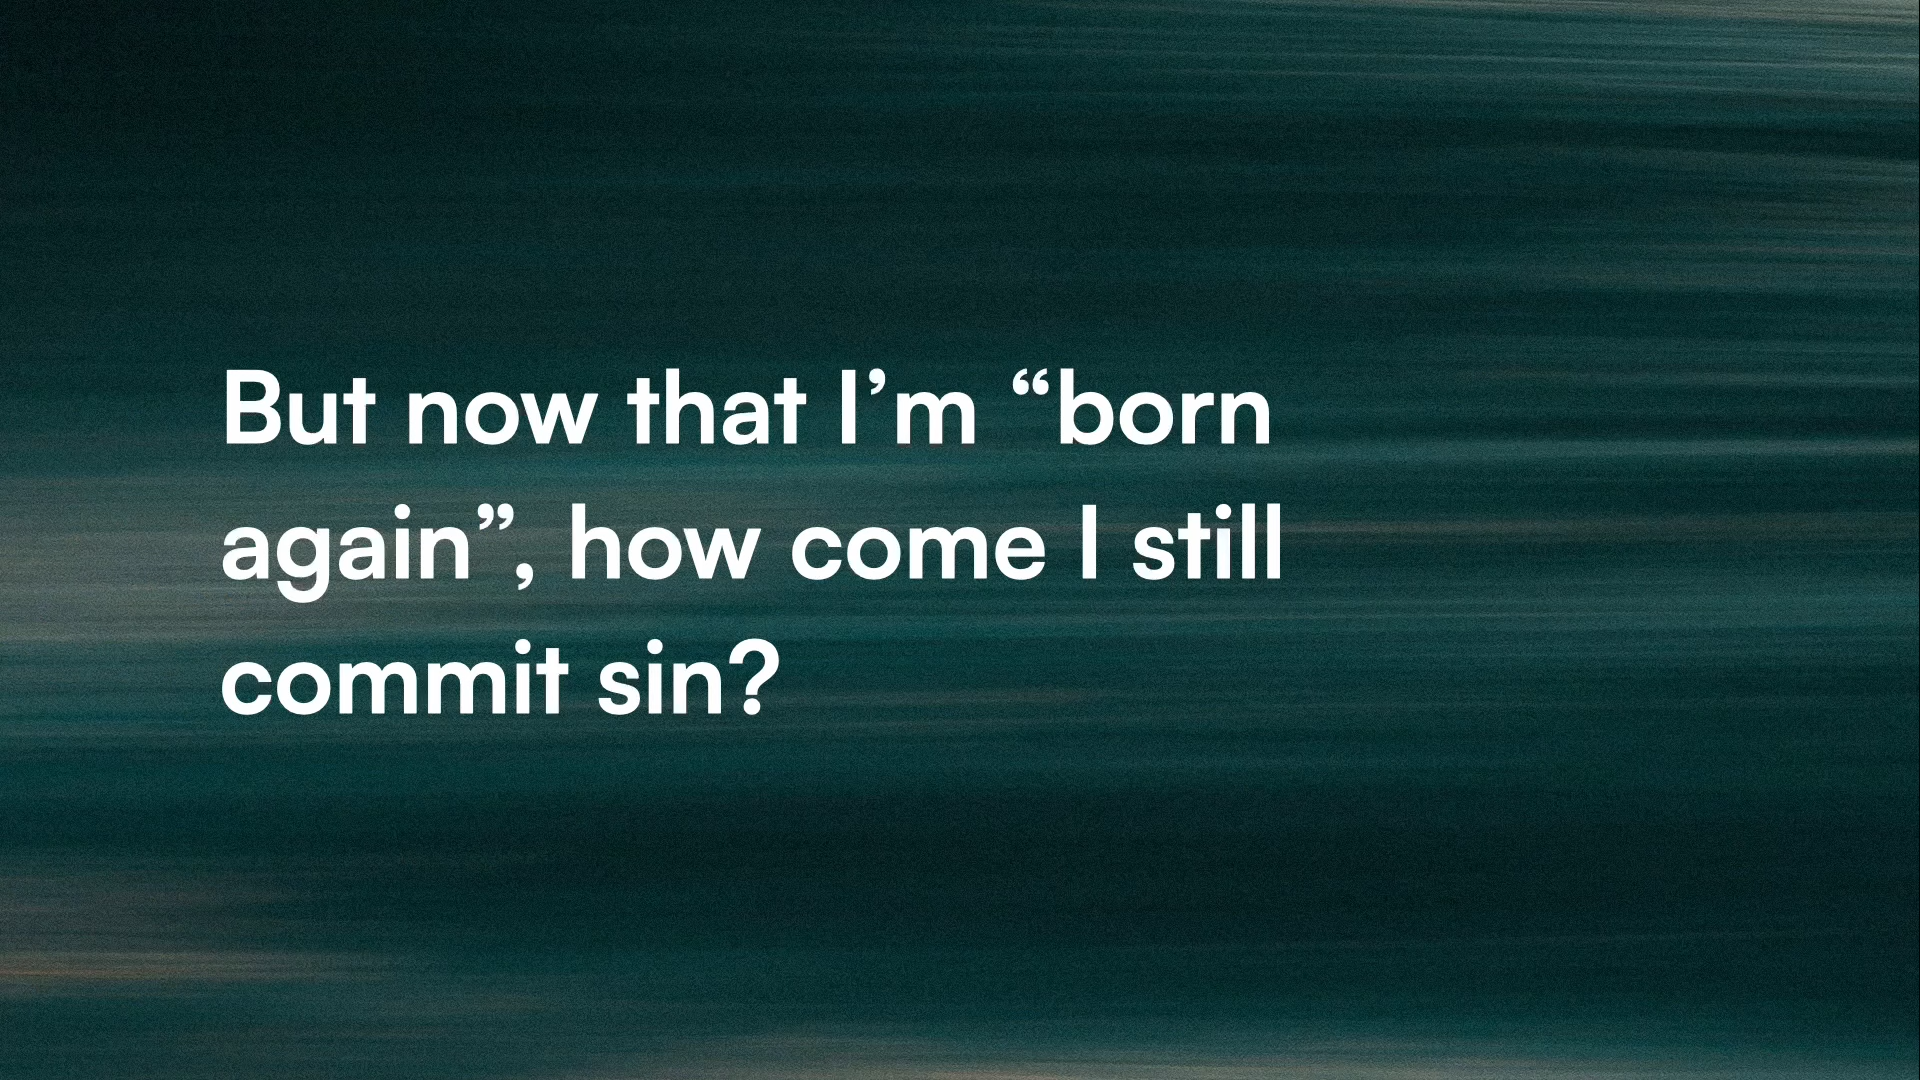 But now that I’m “born
again”, how come I still
commit sin?